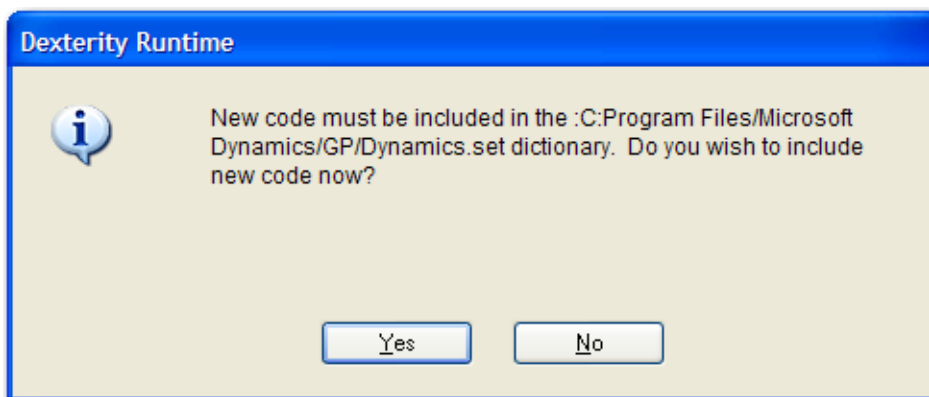 Dexterity Runtime
New code must be included in the :C:Program Files/Microsoft
Dynamics/GP/Dynamics.set dictionary.  Do you wish to include
new code now?
Yes
No